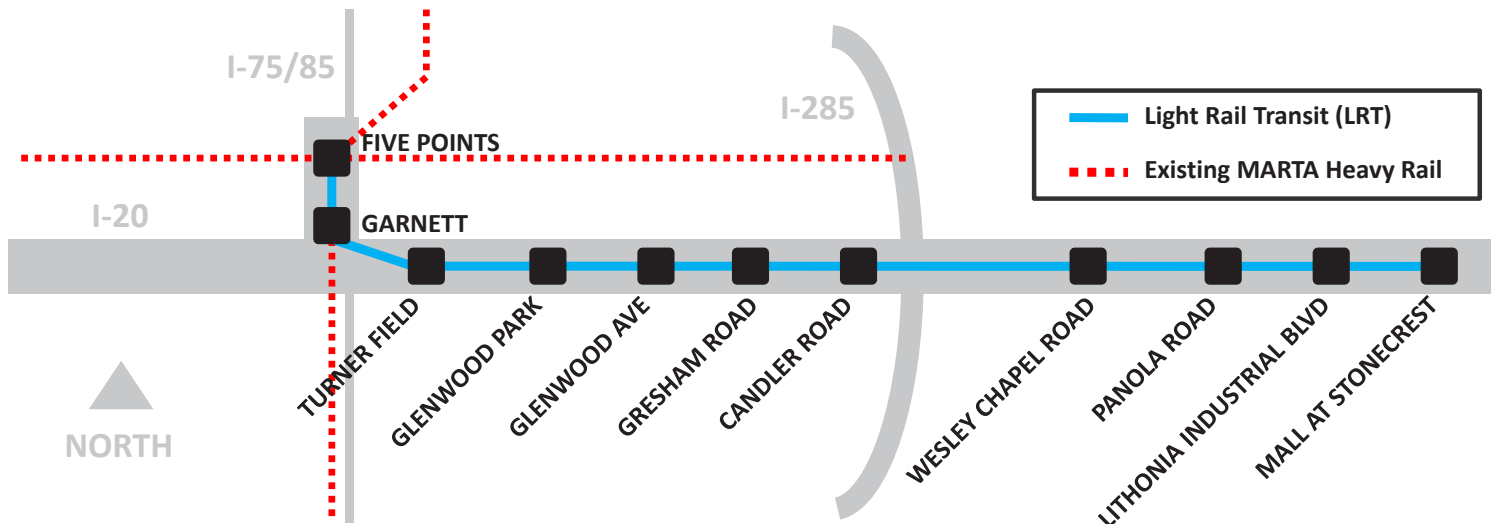 I-75/85
I-285
Light Rail Transit (LRT)
FIVE POINTS
Existing MARTA Heavy Rail
I-20
GARNETT
TURNER FIELD
GLENWOOD PARK
GLENWOOD AVE
GRESHAM ROAD
CANDLER ROAD
WESLEY CHAPEL ROAD
PANOLA ROAD
LITHONIA INDUSTRIAL BLVD
MALL AT STONECREST
NORTH